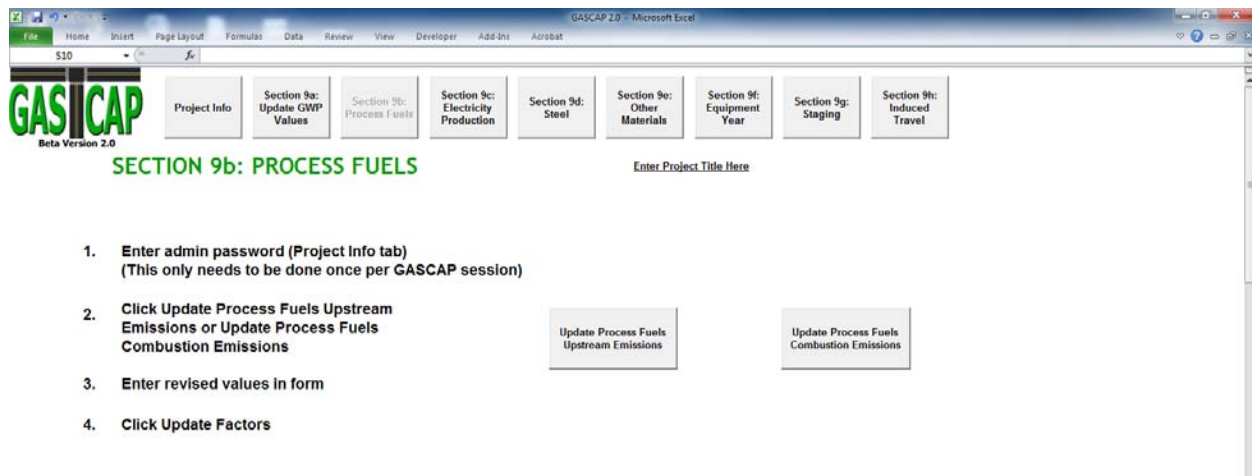 GASCAP 2.0 - Microsoft Excel
File Home Insert Page Layout Formulas Data Review View Developer Add-Ins Acrobat
S10 fx
GASCAP
Beta Version 2.0
Project Info
Section 9a: Update GWP Values
Section 9b: Process Fuels
Section 9c: Electricity Production
Section 9d: Steel
Section 9e: Other Materials
Section 9f: Equipment Year
Section 9g: Staging
Section 9h: Induced Travel
SECTION 9b: PROCESS FUELS
Enter Project Title Here
1. Enter admin password (Project Info tab)
(This only needs to be done once per GASCAP session)
2. Click Update Process Fuels Upstream
Emissions or Update Process Fuels
Combustion Emissions
Update Process Fuels
Upstream Emissions
Update Process Fuels
Combustion Emissions
3. Enter revised values in form
4. Click Update Factors